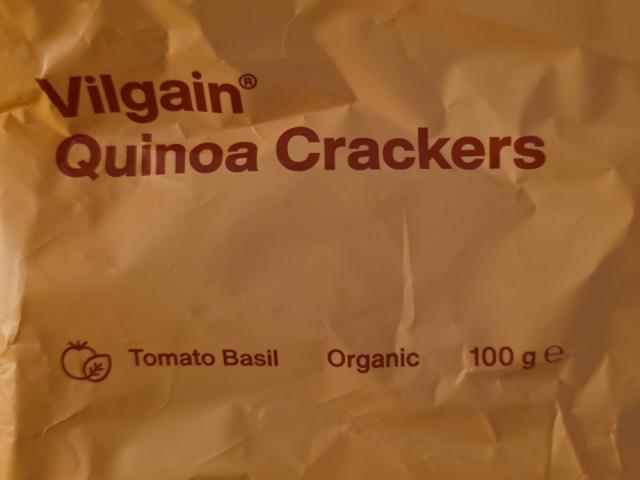 Vilgain®
Quinoa Crackers
Tomato Basil Organic 100 g ℮